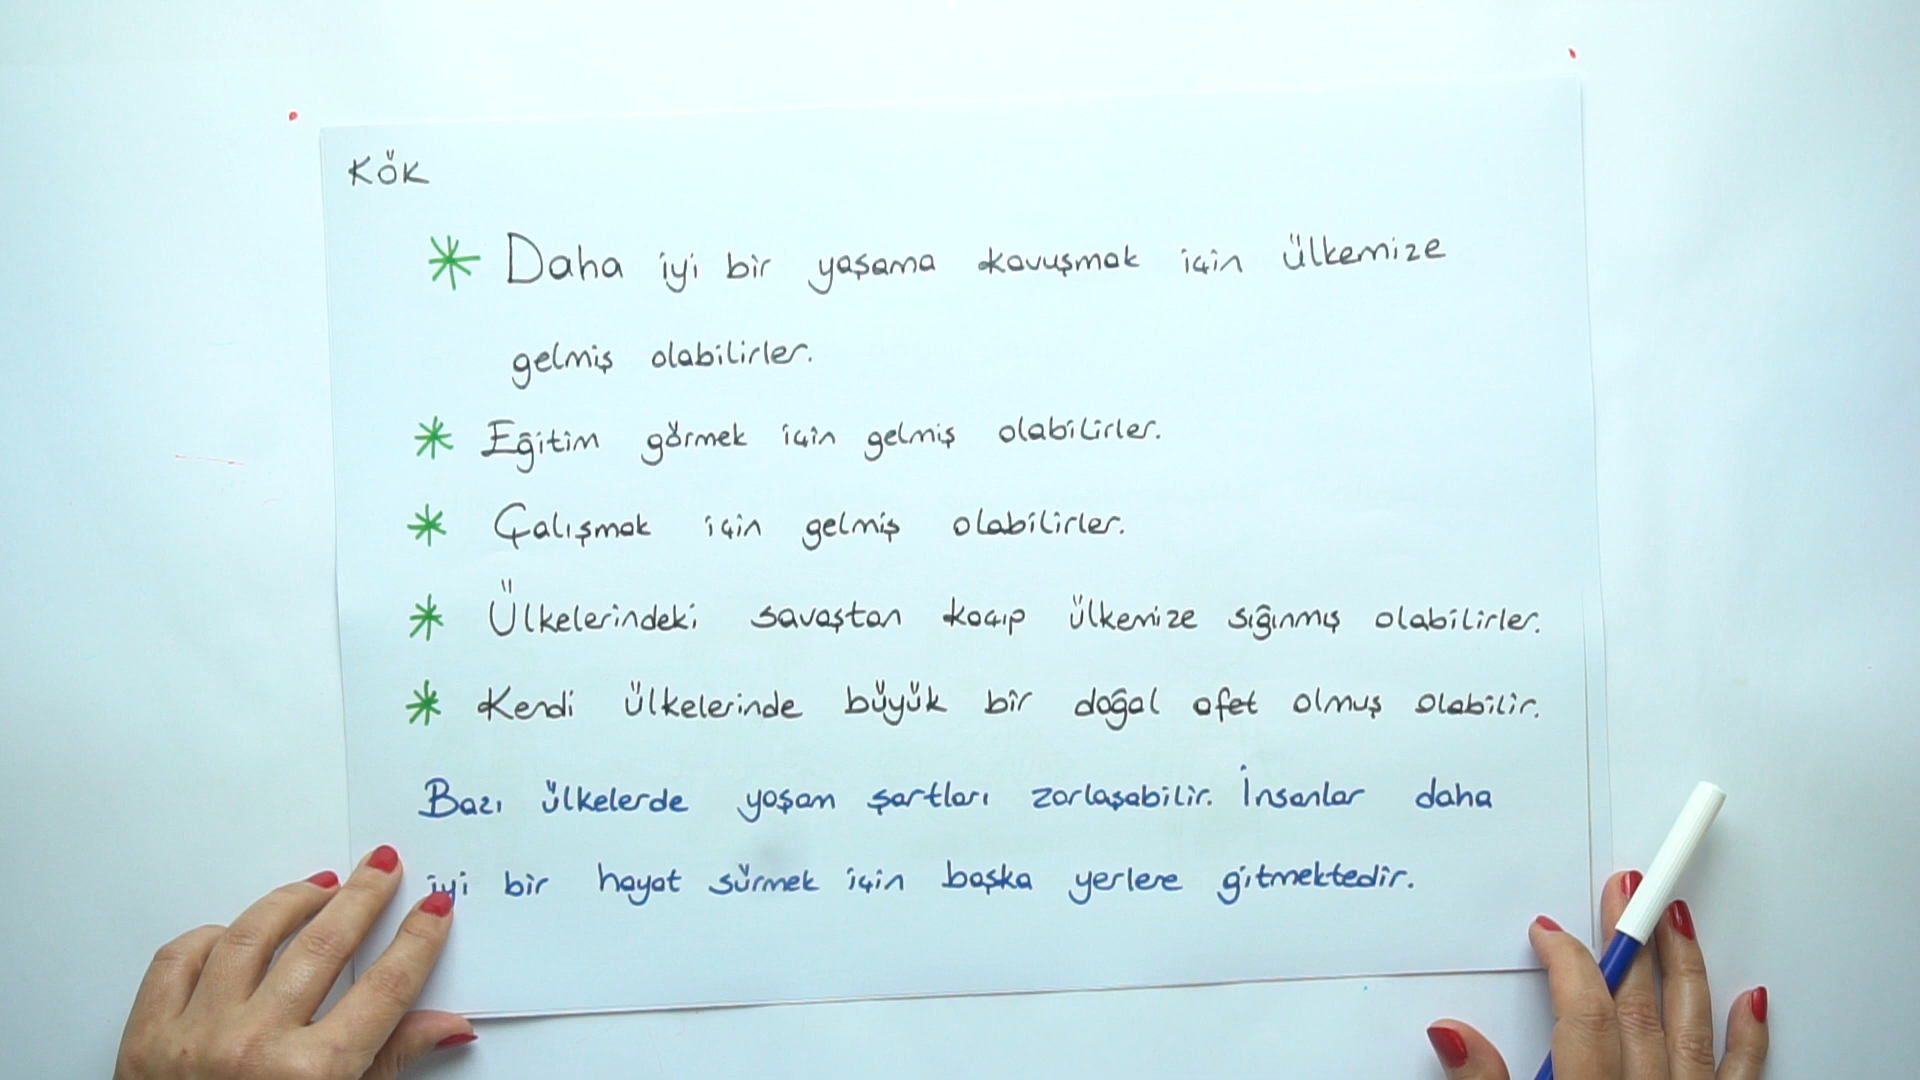 KÖK
* Daha iyi bir yaşama kavuşmak için ülkemize
gelmiş olabilirler.
* Eğitim görmek için gelmiş olabilirler.
* Çalışmak için gelmiş olabilirler.
* Ülkelerindeki savaştan kaçıp ülkemize sığınmış olabilirler.
* Kendi ülkelerinde büyük bir doğal afet olmuş olabilir.
Bazı ülkelerde yaşam şartları zorlaşabilir. İnsanlar daha
iyi bir hayat sürmek için başka yerlere gitmektedir.